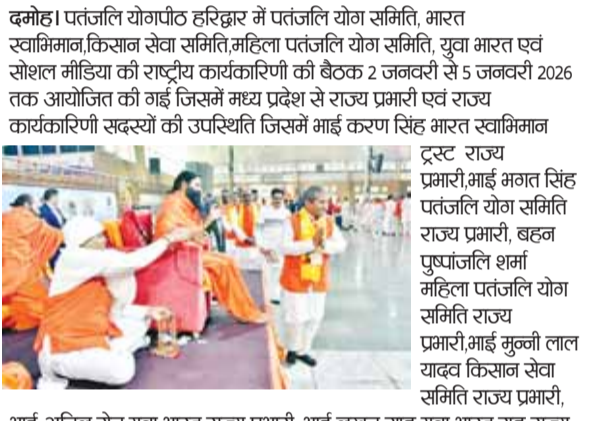 दमोह। पतंजलि योगपीठ हरिद्वार में पतंजलि योग समिति, भारत
स्वाभिमान,किसान सेवा समिति,महिला पतंजलि योग समिति, युवा भारत एवं
सोशल मीडिया की राष्ट्रीय कार्यकारिणी की बैठक 2 जनवरी से 5 जनवरी 2026
तक आयोजित की गई जिसमें मध्य प्रदेश से राज्य प्रभारी एवं राज्य
कार्यकारिणी सदस्यों की उपस्थिति जिसमें भाई करण सिंह भारत स्वाभिमान
ट्रस्ट राज्य
प्रभारी,भाई भगत सिंह
पतंजलि योग समिति
राज्य प्रभारी, बहन
पुष्पांजलि शर्मा
महिला पतंजलि योग
समिति राज्य
प्रभारी,भाई मुन्नी लाल
यादव किसान सेवा
समिति राज्य प्रभारी,